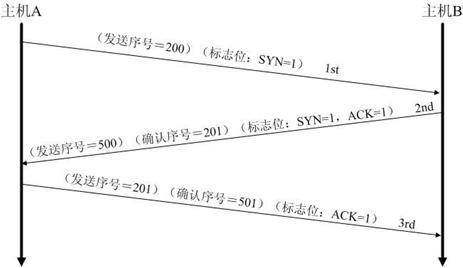 主机A
主机B
（发送序号＝200）（标志位：SYN=1） 1st
2nd
（发送序号＝500）（确认序号＝201）（标志位：SYN=1，ACK=1）
（发送序号＝201）（确认序号＝501）（标志位：ACK=1） 3rd